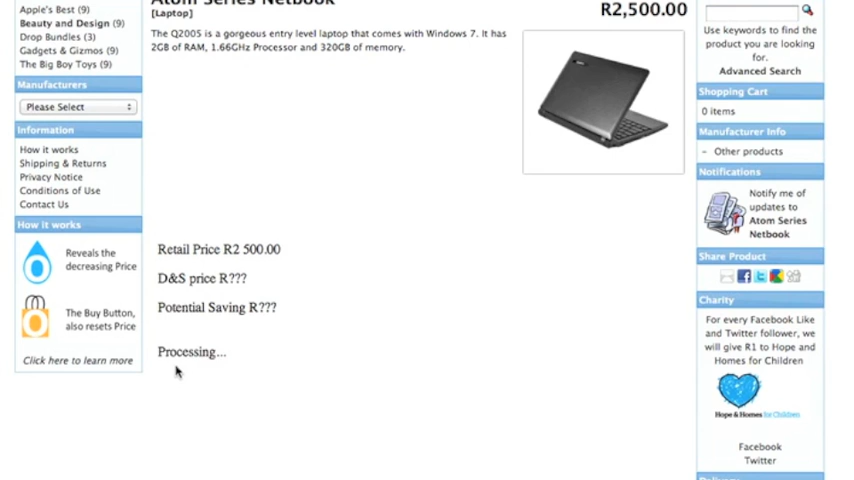 Apple's Best (9)
Beauty and Design (9)
Drop Bundles (3)
Gadgets & Gizmos (9)
The Big Boy Toys (9)
Manufacturers
Please Select
Information
How it works
Shipping & Returns
Privacy Notice
Conditions of Use
Contact Us
How it works
Reveals the
decreasing Price
The Buy Button,
also resets Price
Click here to learn more
Atom Series Netbook
[Laptop]
R2,500.00
The Q2005 is a gorgeous entry level laptop that comes with Windows 7. It has
2GB of RAM, 1.66GHz Processor and 320GB of memory.
Retail Price R2 500.00
D&S price R???
Potential Saving R???
Processing...
Use keywords to find the
product you are looking
for.
Advanced Search
Shopping Cart
0 items
Manufacturer Info
- Other products
Notifications
Notify me of
updates to
Atom Series
Netbook
Share Product
Charity
For every Facebook Like
and Twitter follower, we
will give R1 to Hope and
Homes for Children
Hope & Homes for Children
Facebook
Twitter
Delivery